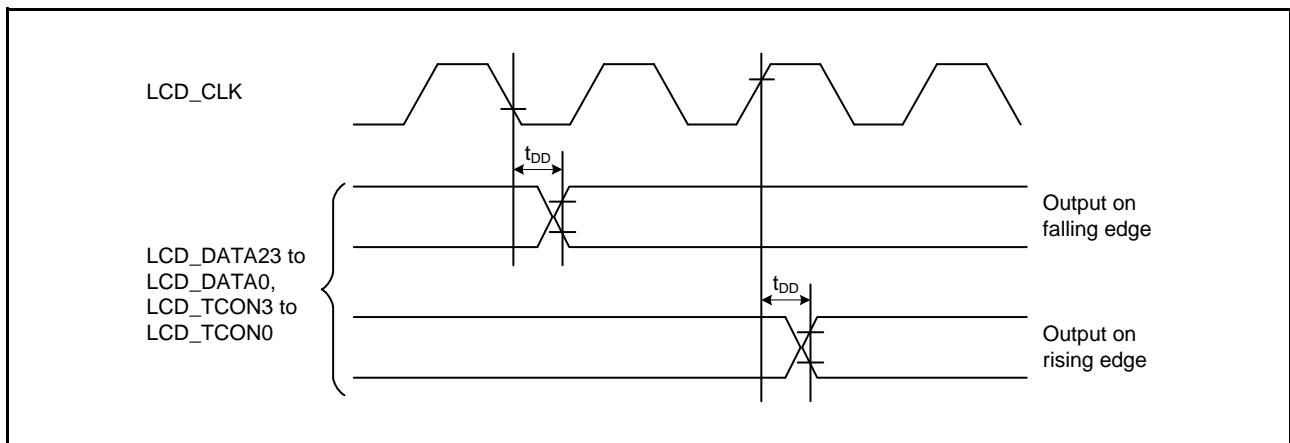 LCD_CLK
tDD
Output on
falling edge
LCD_DATA23 to
LCD_DATA0,
LCD_TCON3 to
LCD_TCON0
tDD
Output on
rising edge